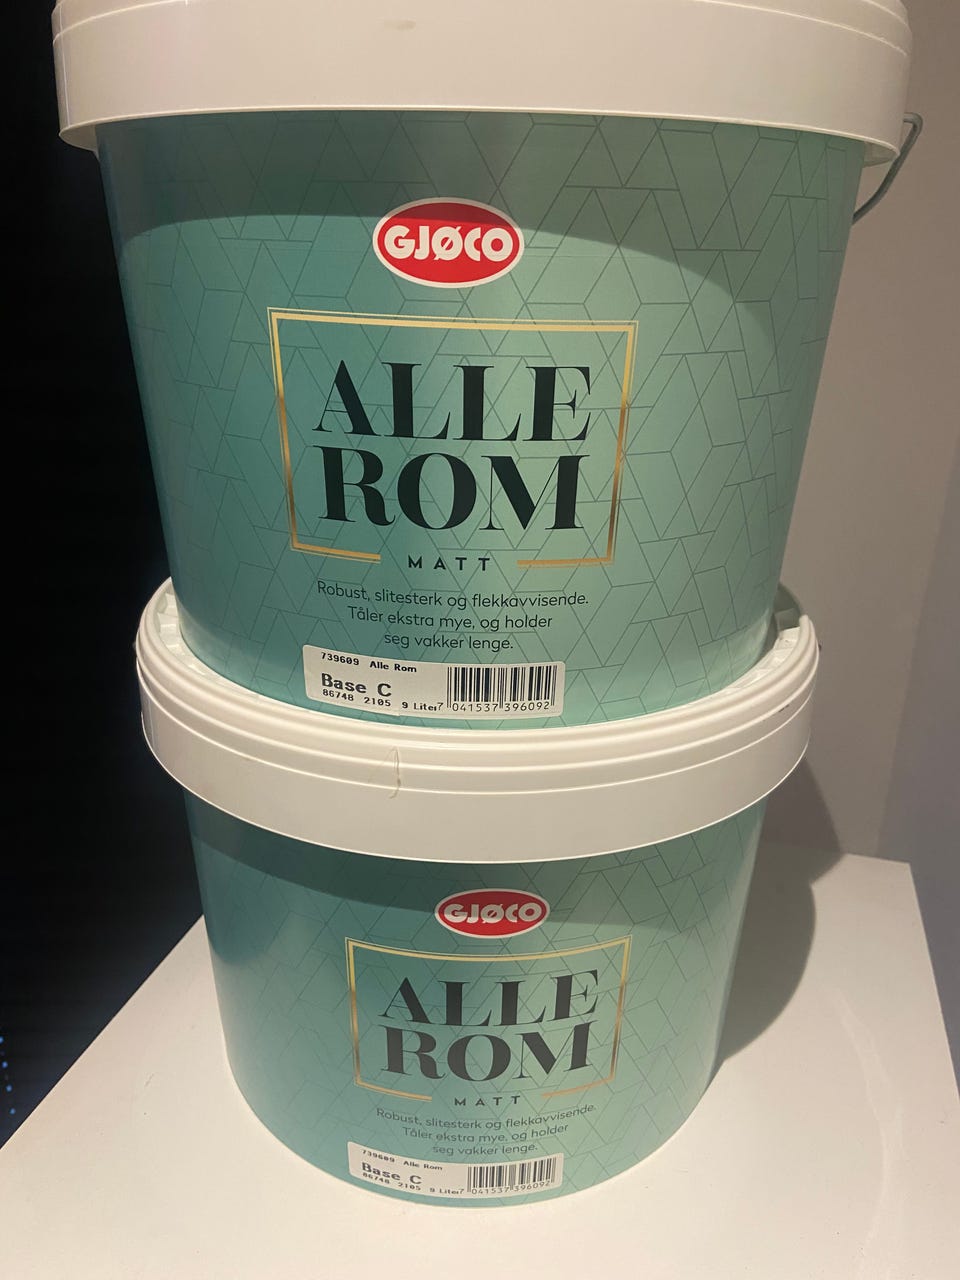 GJØCO
ALLE
ROM
MATT
Robust, slitesterk og flekkavvisende.
Tåler ekstra mye, og holder
seg vakker lenge.
739609 Alle Rom
Base C
86748 2105 9 Liter
7 041537 396092
GJØCO
ALLE
ROM
MATT
Robust, slitesterk og flekkavvisende.
Tåler ekstra mye, og holder
seg vakker lenge.
739609 Alle Rom
Base C
86748 2105 9 Liter
7 041537 396092